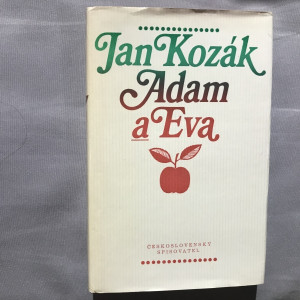 Jan Kozák
Adam
a Eva
ČESKOSLOVENSKÝ
SPISOVATEL